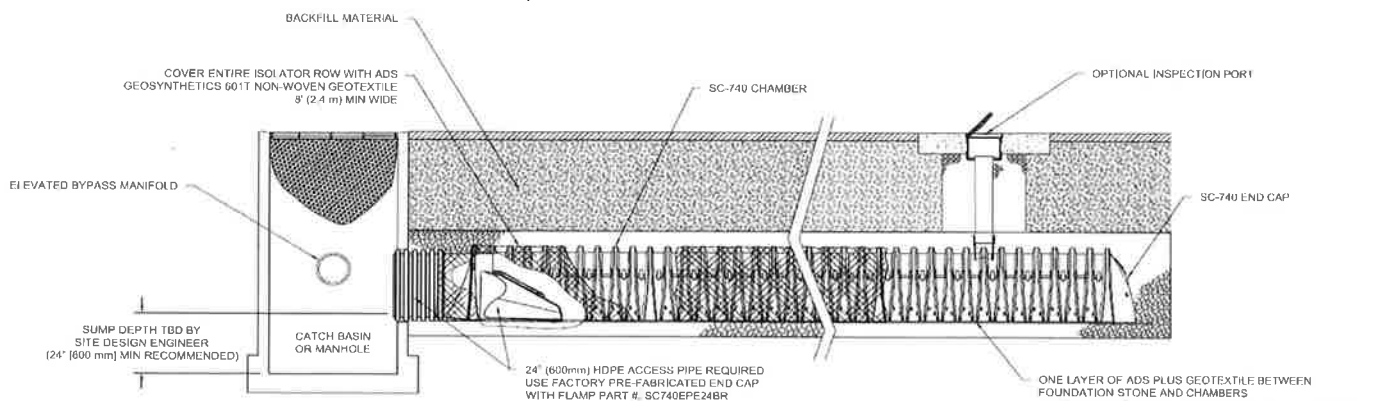 BACKFILL MATERIAL
COVER ENTIRE ISOLATOR ROW WITH ADS
GEOSYNTHETICS 601T NON-WOVEN GEOTEXTILE
8' (2.4 m) MIN WIDE
SC-740 CHAMBER
OPTIONAL INSPECTION PORT
ELEVATED BYPASS MANIFOLD
SC-740 END CAP
SUMP DEPTH TBD BY
SITE DESIGN ENGINEER
(24" [600 mm] MIN RECOMMENDED)
CATCH BASIN
OR MANHOLE
24" (600mm) HDPE ACCESS PIPE REQUIRED
USE FACTORY PRE-FABRICATED END CAP
WITH FLAMP PART #: SC740EPE24BR
ONE LAYER OF ADS PLUS GEOTEXTILE BETWEEN
FOUNDATION STONE AND CHAMBERS